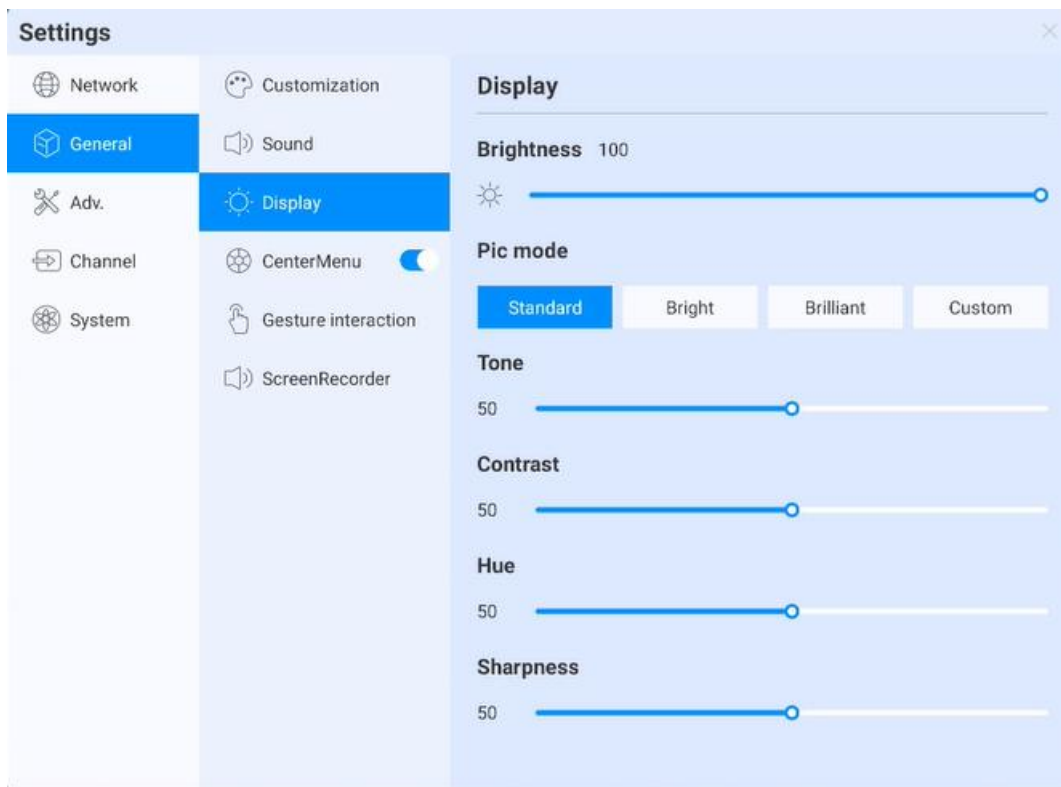 Settings
Network
General
Adv.
Channel
System
Customization
Sound
Display
CenterMenu
Gesture interaction
ScreenRecorder
Display
Brightness 100
Pic mode
Standard Bright Brilliant Custom
Tone
50
Contrast
50
Hue
50
Sharpness
50